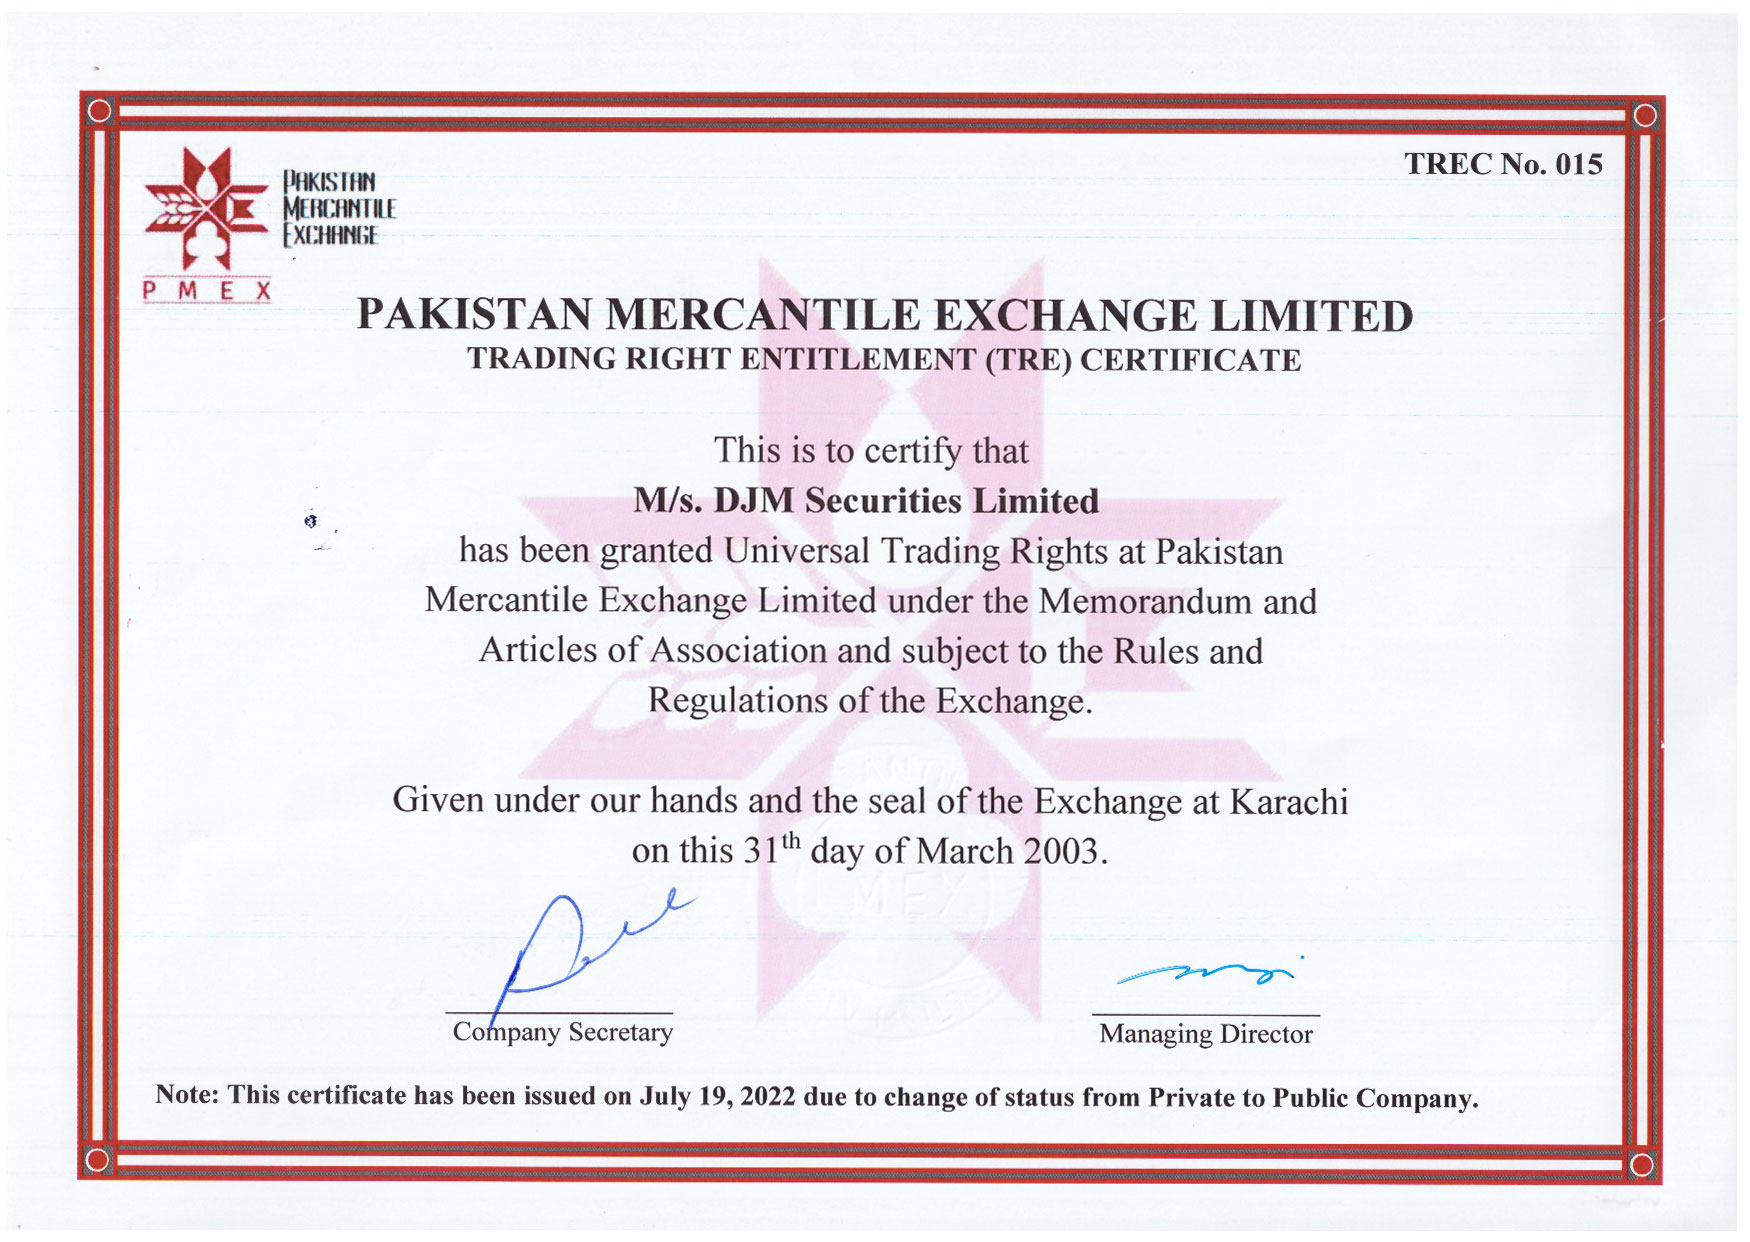 TREC No. 015
PAKISTAN
MERCANTILE
EXCHANGE
PMEX
PAKISTAN MERCANTILE EXCHANGE LIMITED
TRADING RIGHT ENTITLEMENT (TRE) CERTIFICATE
This is to certify that
M/s. DJM Securities Limited
has been granted Universal Trading Rights at Pakistan
Mercantile Exchange Limited under the Memorandum and
Articles of Association and subject to the Rules and
Regulations of the Exchange.
Given under our hands and the seal of the Exchange at Karachi
on this 31th day of March 2003.
PMEX
Company Secretary
Managing Director
Note: This certificate has been issued on July 19, 2022 due to change of status from Private to Public Company.